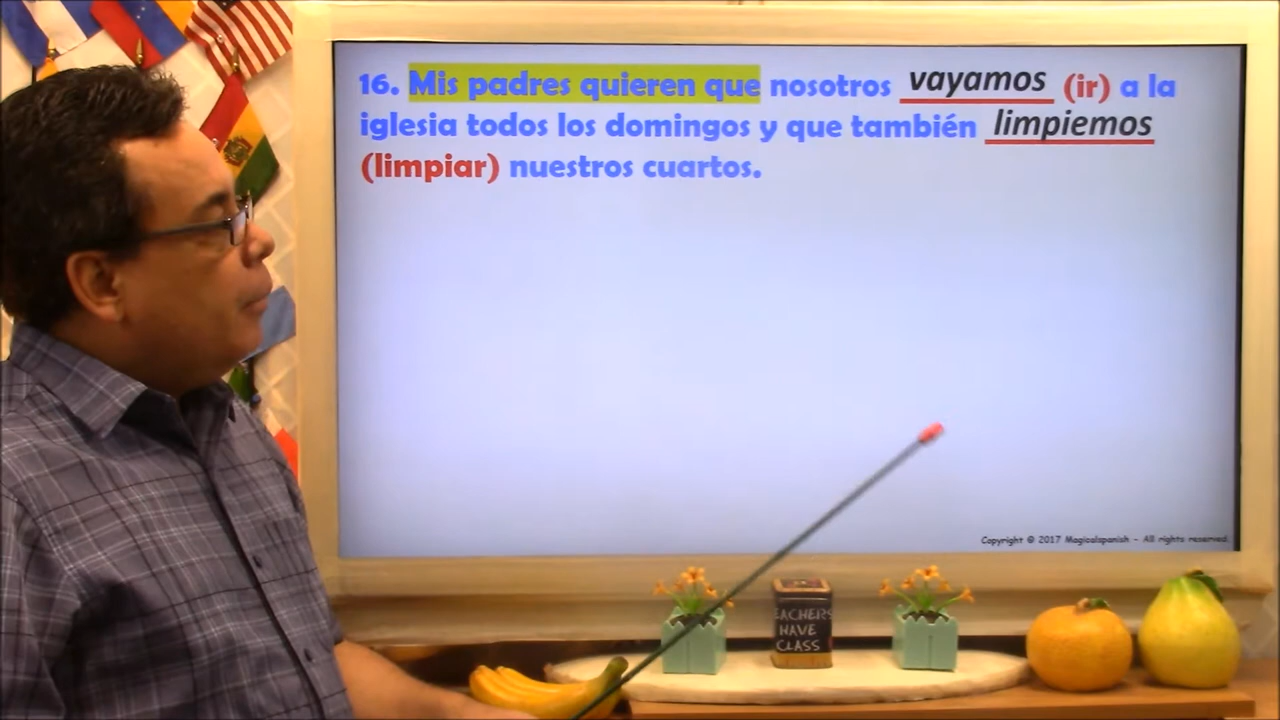 16. Mis padres quieren que nosotros vayamos (ir) a la
iglesia todos los domingos y que también limpiemos
(limpiar) nuestros cuartos.
Copyright © 2017 Magicalspanish – All rights reserved.
EACHERS
HAVE
CLASS